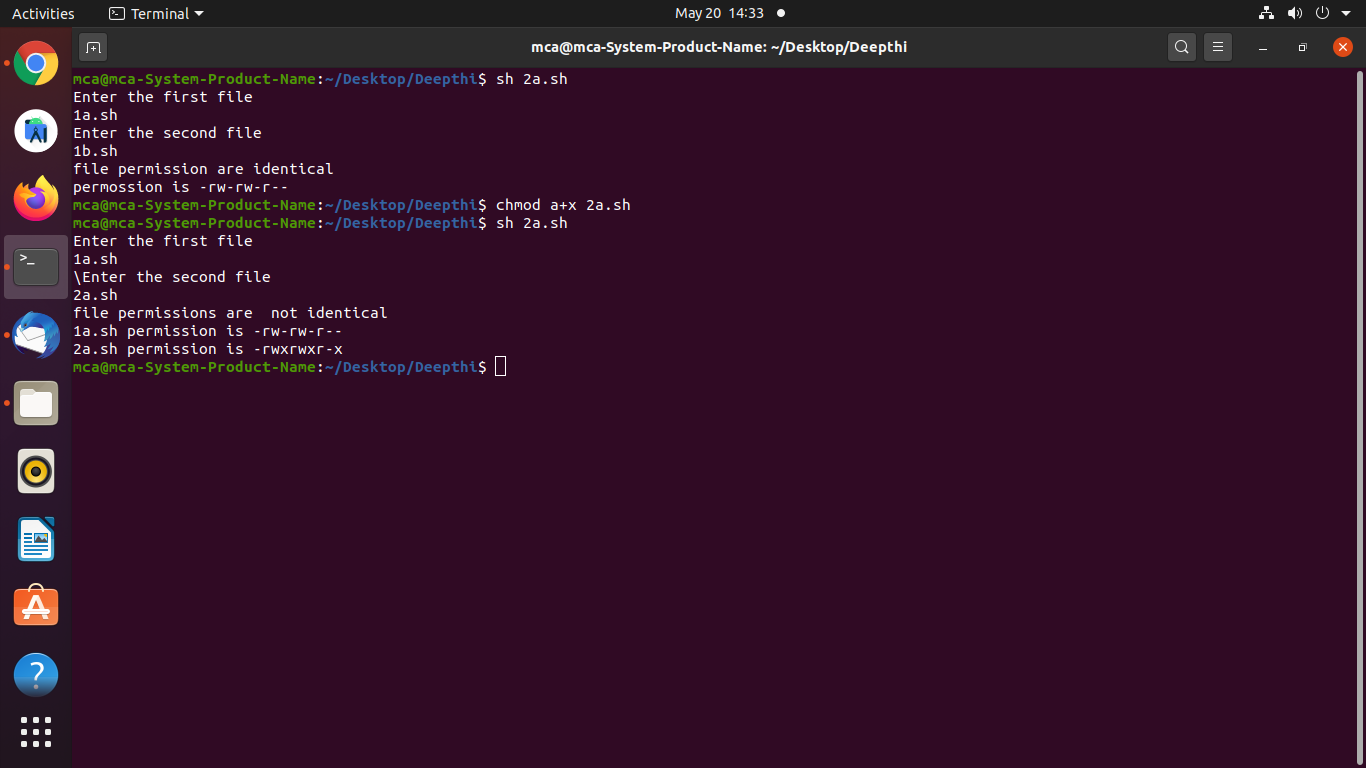 Activities Terminal May 20 14:33
mca@mca-System-Product-Name: ~/Desktop/Deepthi
mca@mca-System-Product-Name:~/Desktop/Deepthi$ sh 2a.sh
Enter the first file
1a.sh
Enter the second file
1b.sh
file permission are identical
permossion is -rw-rw-r--
mca@mca-System-Product-Name:~/Desktop/Deepthi$ chmod a+x 2a.sh
mca@mca-System-Product-Name:~/Desktop/Deepthi$ sh 2a.sh
Enter the first file
1a.sh
\Enter the second file
2a.sh
file permissions are  not identical
1a.sh permission is -rw-rw-r--
2a.sh permission is -rwxrwxr-x
mca@mca-System-Product-Name:~/Desktop/Deepthi$